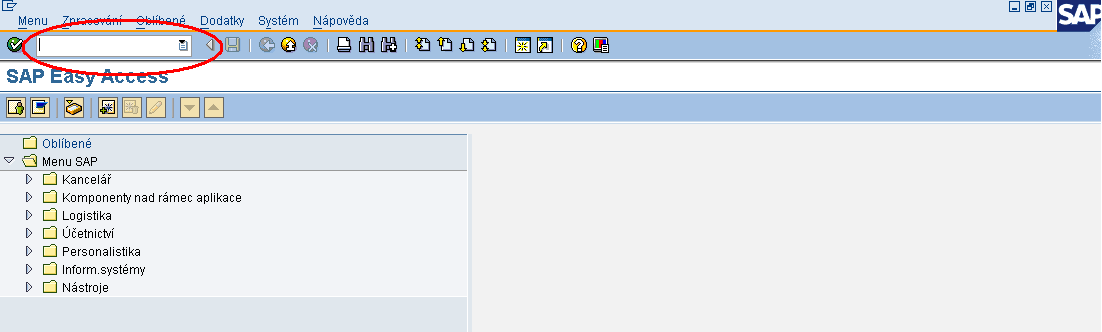 Menu Zpracování Oblíbené Dodatky Systém Nápověda
SAP
SAP Easy Access
Oblíbené
Menu SAP
Kancelář
Komponenty nad rámec aplikace
Logistika
Účetnictví
Personalistika
Inform.systémy
Nástroje